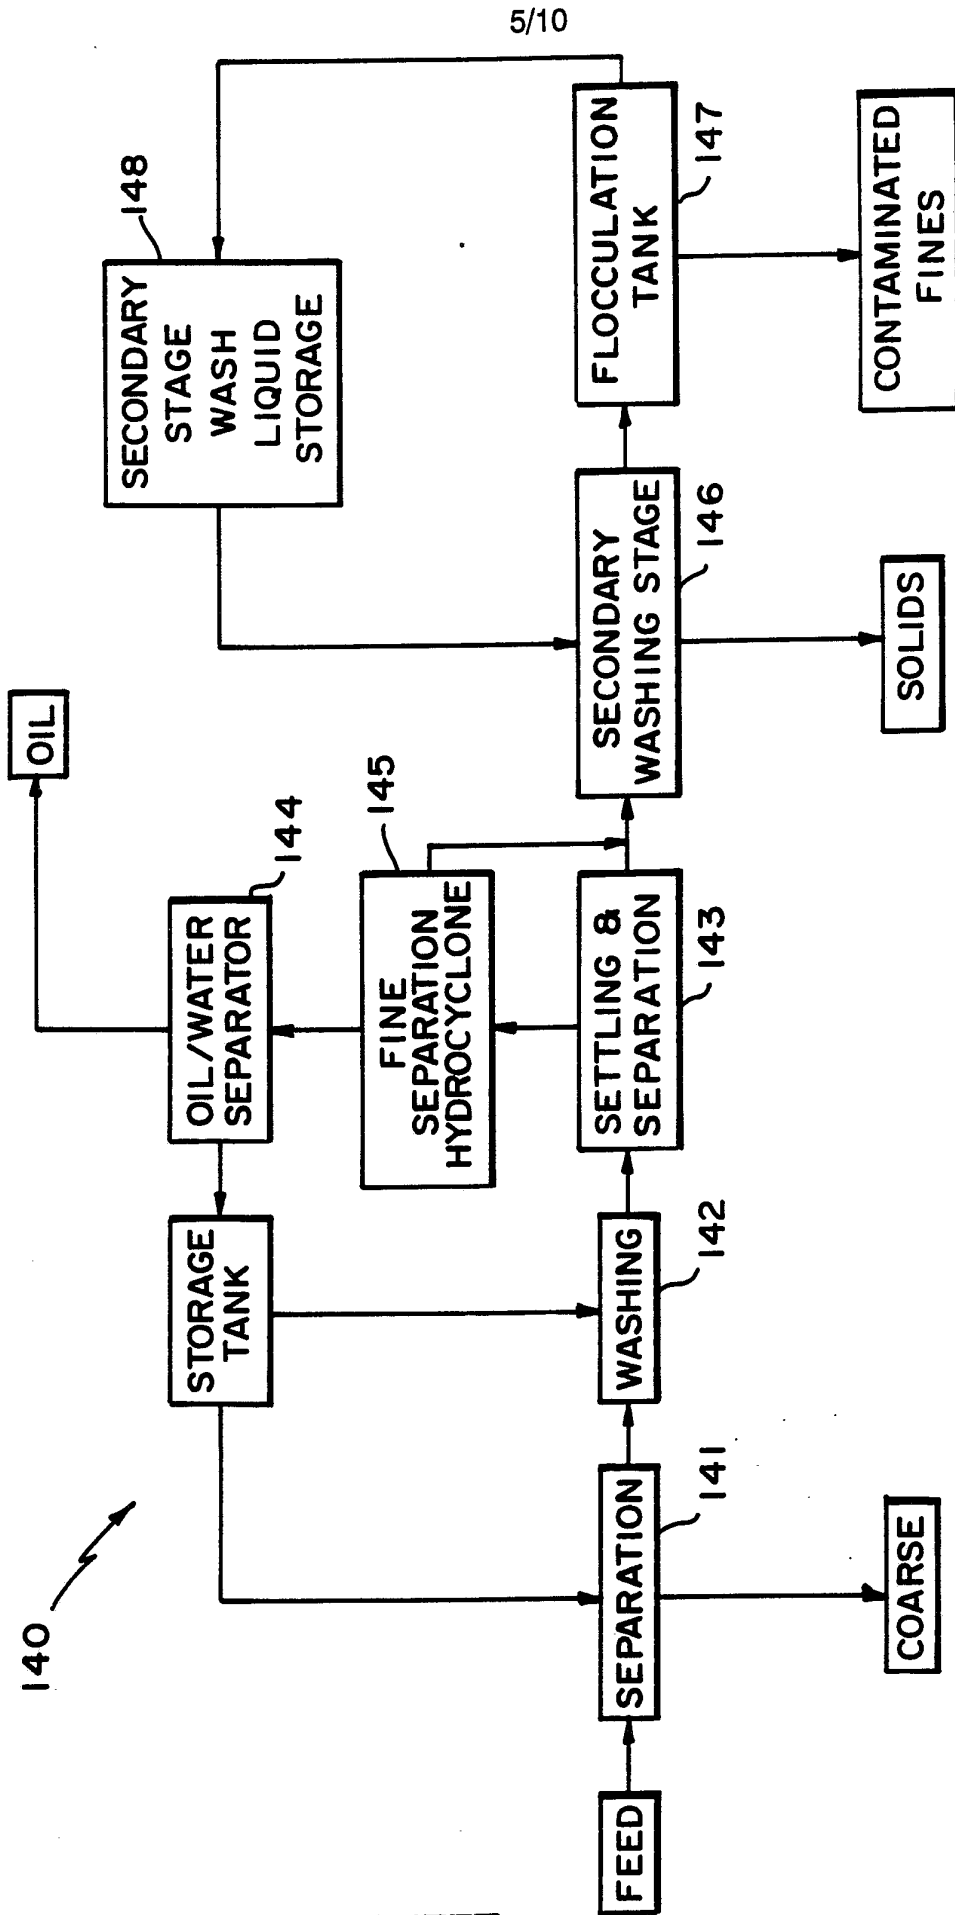 5/10
140
OIL
STORAGE
TANK
OIL/WATER
SEPARATOR
144
SECONDARY
STAGE
WASH
LIQUID
STORAGE
148
FINE
SEPARATION
HYDROCYCLONE
145
FEED
SEPARATION
141
WASHING
142
SETTLING &
SEPARATION
143
SECONDARY
WASHING STAGE
146
FLOCCULATION
TANK
147
COARSE
SOLIDS
CONTAMINATED
FINES